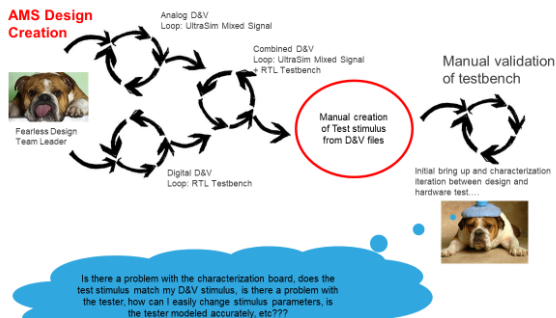 AMS Design
Creation
Analog D&V
Loop: UltraSim Mixed Signal
Combined D&V
Loop: UltraSim Mixed Signal
+ RTL Testbench
Fearless Design
Team Leader
Digital D&V
Loop: RTL Testbench
Manual creation
of Test stimulus
from D&V files
Manual validation
of testbench
Initial bring up and characterization
iteration between design and
hardware test....
Is there a problem with the characterization board, does the
test stimulus match my D&V stimulus, is there a problem with
the tester, how can I easily change stimulus parameters, is
the tester modeled accurately, etc???